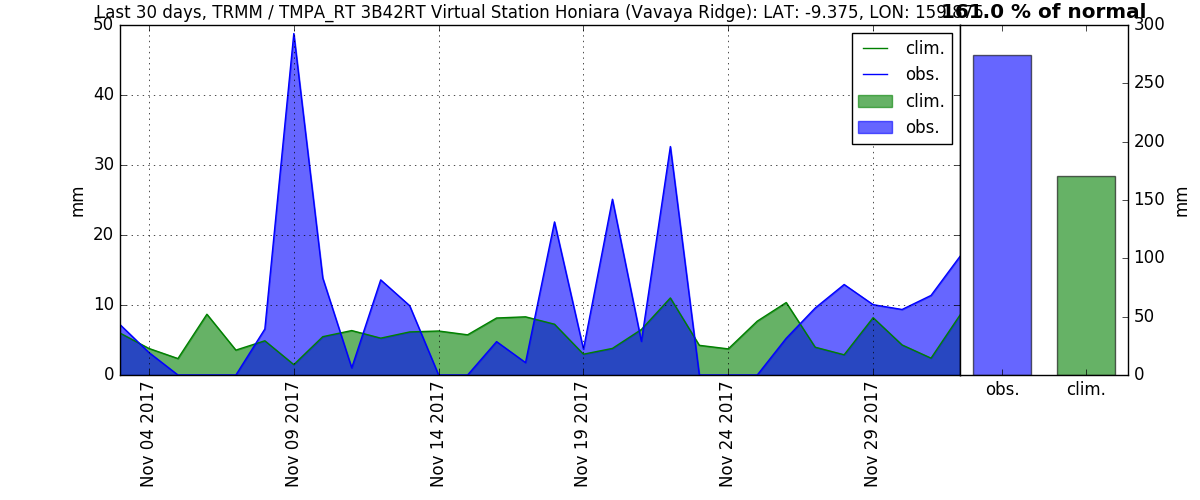 Last 30 days, TRMM / TMPA_RT 3B42RT Virtual Station Honiara (Vavaya Ridge): LAT: -9.375, LON: 159.875
161.0 % of normal
50
40
30
20
10
0
mm
clim.
obs.
clim.
obs.
Nov 04 2017
Nov 09 2017
Nov 14 2017
Nov 19 2017
Nov 24 2017
Nov 29 2017
300
250
200
150
100
50
0
mm
obs.
clim.